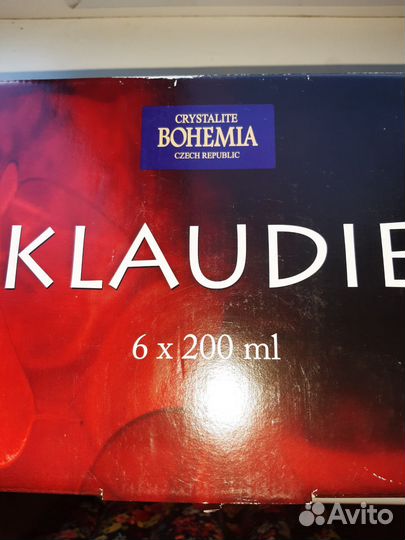 CRYSTALITE
BOHEMIA
CZECH REPUBLIC
KLAUDIE
6 x 200 ml
Avito